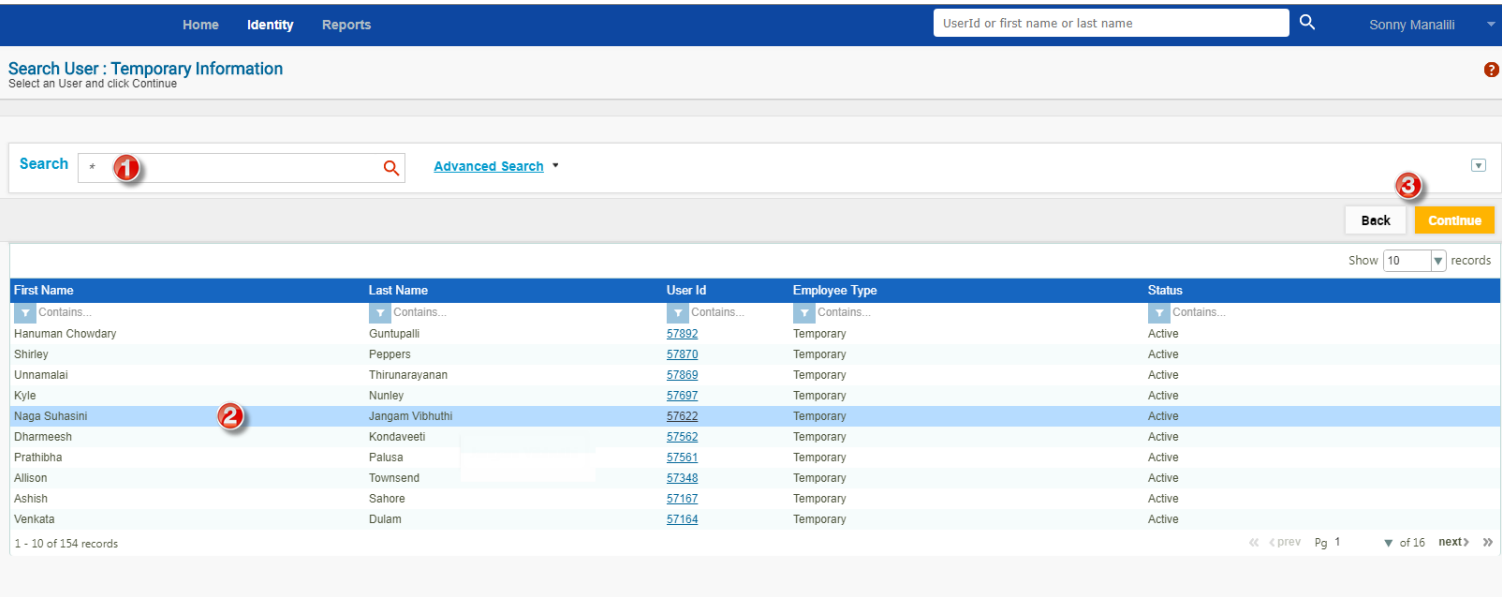 Home Identity Reports UserId or first name or last name Sonny Manalili
Search User : Temporary Information
Select an User and click Continue
?
Search * 1 Advanced Search
3
Back Continue
Show 10 records
First Name Last Name User Id Employee Type Status
Contains... Contains... Contains... Contains... Contains...
Hanuman Chowdary Guntupalli 57892 Temporary Active
Shirley Peppers 57870 Temporary Active
Unnamalai Thirunarayanan 57869 Temporary Active
Kyle Nunley 57697 Temporary Active
Naga Suhasini 2 Jangam Vibhuthi 57622 Temporary Active
Dharmeesh Kondaveeti 57562 Temporary Active
Prathibha Palusa 57561 Temporary Active
Allison Townsend 57348 Temporary Active
Ashish Sahore 57167 Temporary Active
Venkata Dulam 57164 Temporary Active
1 - 10 of 154 records « < prev Pg 1 of 16 next > »